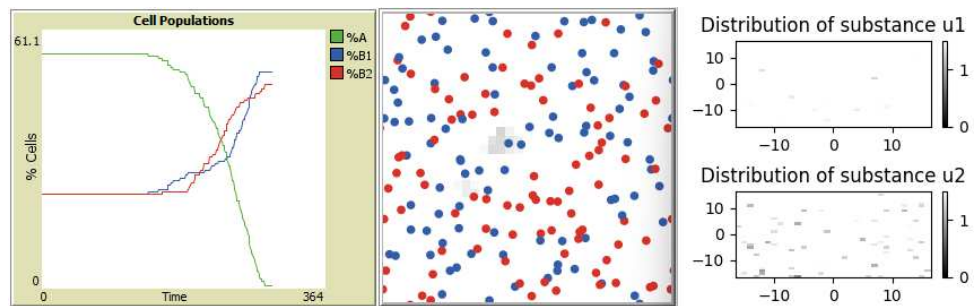 Cell Populations
61.1
% Cells
0
0 Time 364
%A
%B1
%B2
Distribution of substance u1
10
0
−10
−10 0 10
1
0
Distribution of substance u2
10
0
−10
−10 0 10
1
0